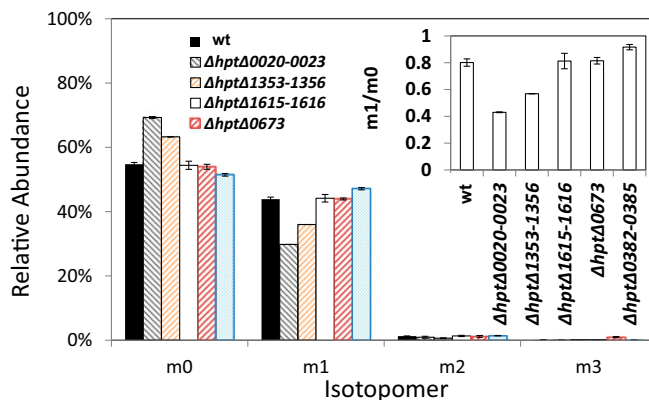 100%
80%
60%
40%
20%
0%
Relative Abundance
wt
ΔhptΔ0020-0023
ΔhptΔ1353-1356
ΔhptΔ1615-1616
ΔhptΔ0673
m0
m1
m2
m3
Isotopomer
1
0.8
0.6
0.4
0.2
0
m1/m0
wt
ΔhptΔ0020-0023
ΔhptΔ1353-1356
ΔhptΔ1615-1616
ΔhptΔ0673
ΔhptΔ0382-0385